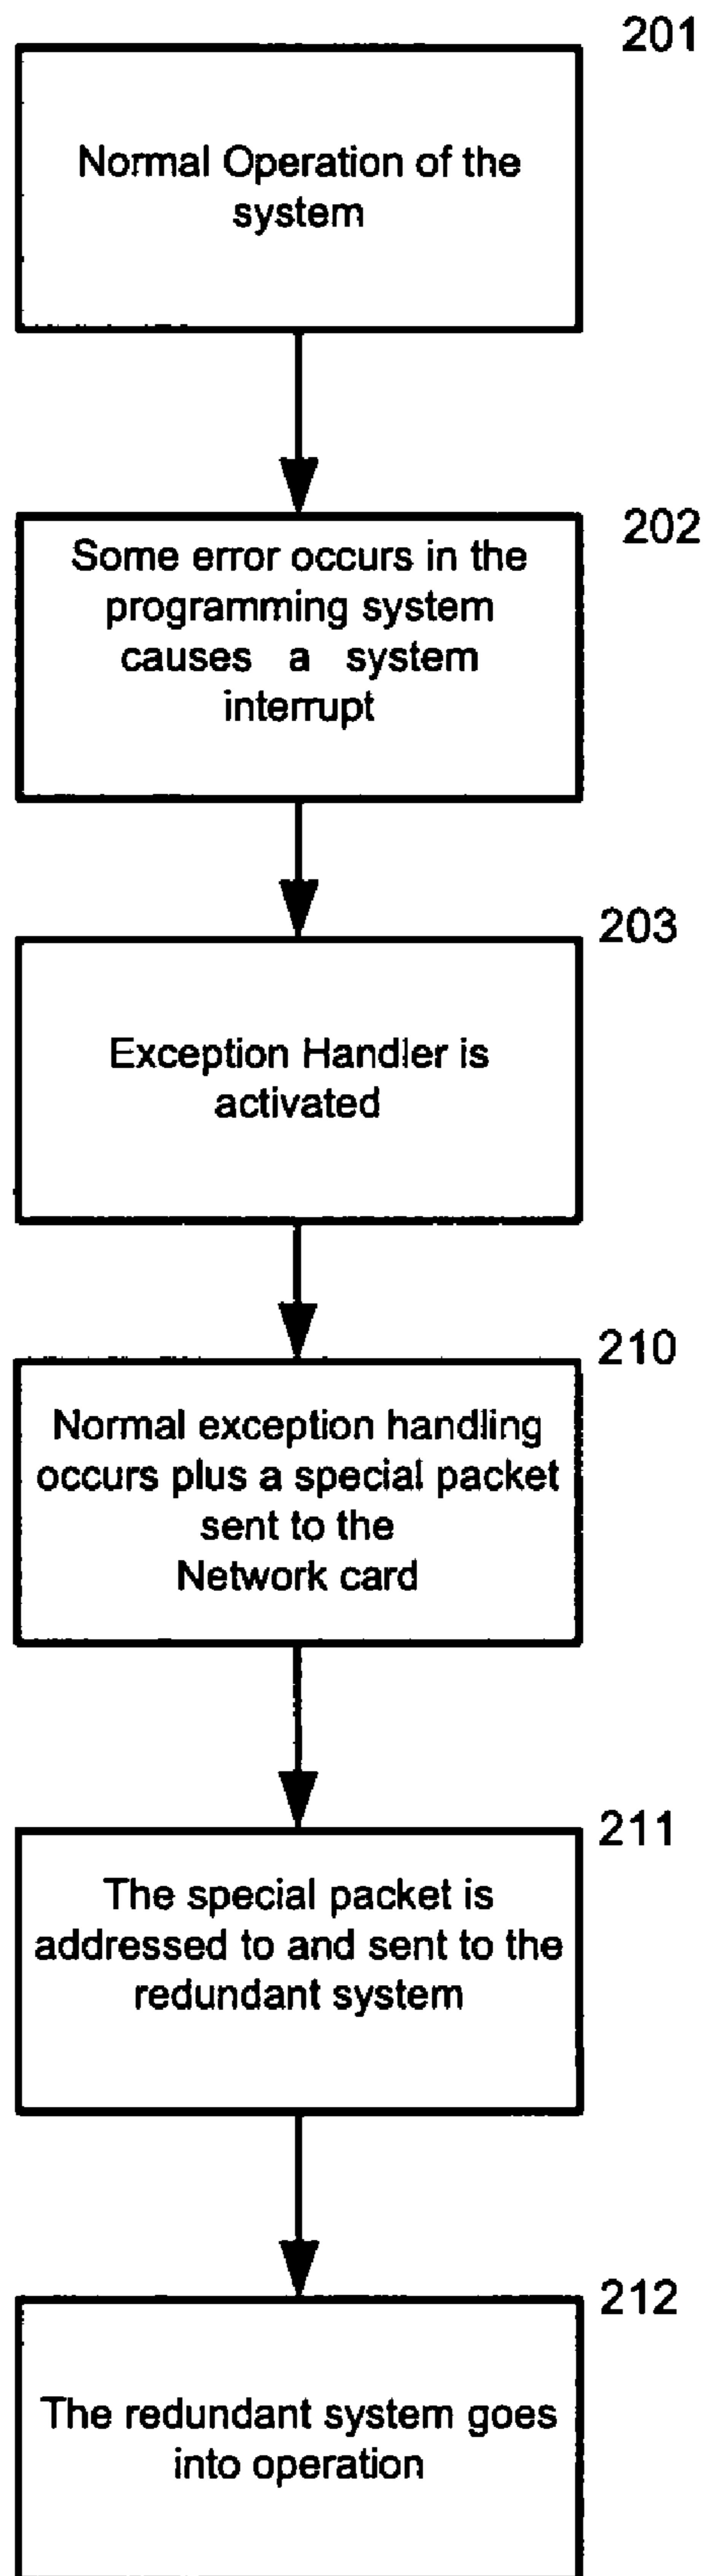 201
Normal Operation of the
system
202
Some error occurs in the
programming system
causes a system
interrupt
203
Exception Handler is
activated
210
Normal exception handling
occurs plus a special packet
sent to the
Network card
211
The special packet is
addressed to and sent to the
redundant system
212
The redundant system goes
into operation